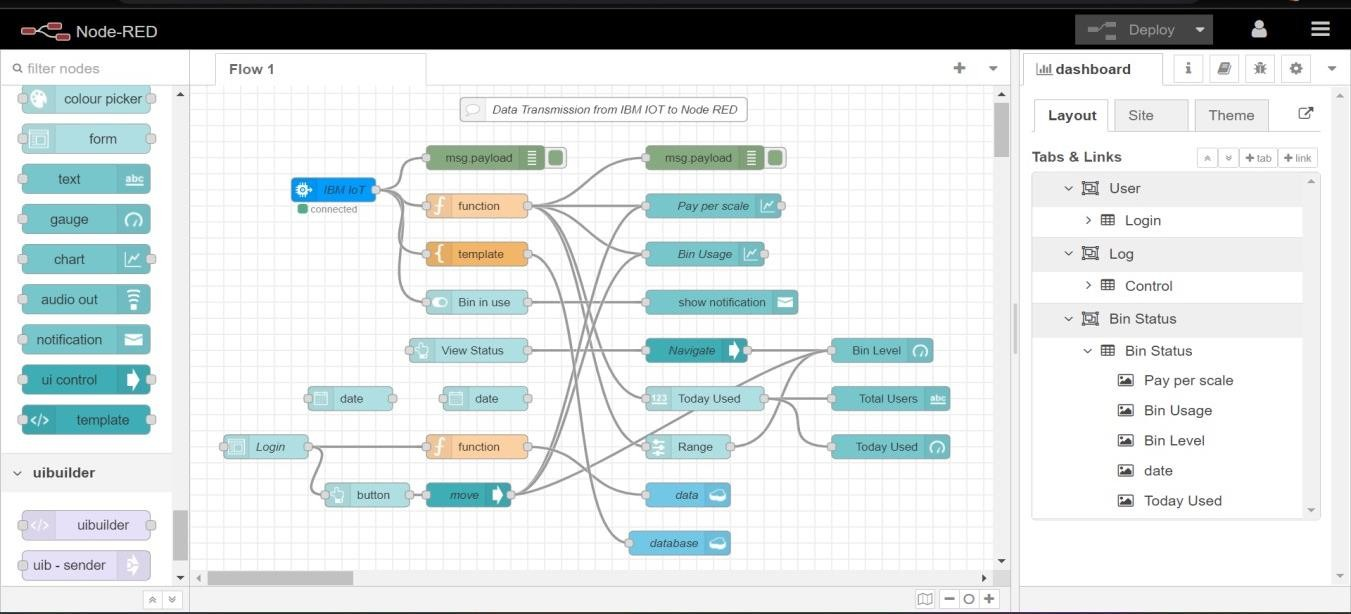 Node-RED
Deploy
filter nodes
Flow 1
dashboard
i
colour picker
form
text
abc
gauge
chart
audio out
notification
ui control
template
uibuilder
uibuilder
uib - sender
Data Transmission from IBM IOT to Node RED
msg.payload
msg.payload
IBM IoT
connected
function
Pay per scale
template
Bin Usage
Bin in use
show notification
View Status
Navigate
Bin Level
date
date
123
Today Used
Total Users
abc
Login
function
Range
Today Used
button
move
data
database
Layout
Site
Theme
Tabs & Links
tab
link
User
Login
Log
Control
Bin Status
Bin Status
Pay per scale
Bin Usage
Bin Level
date
Today Used